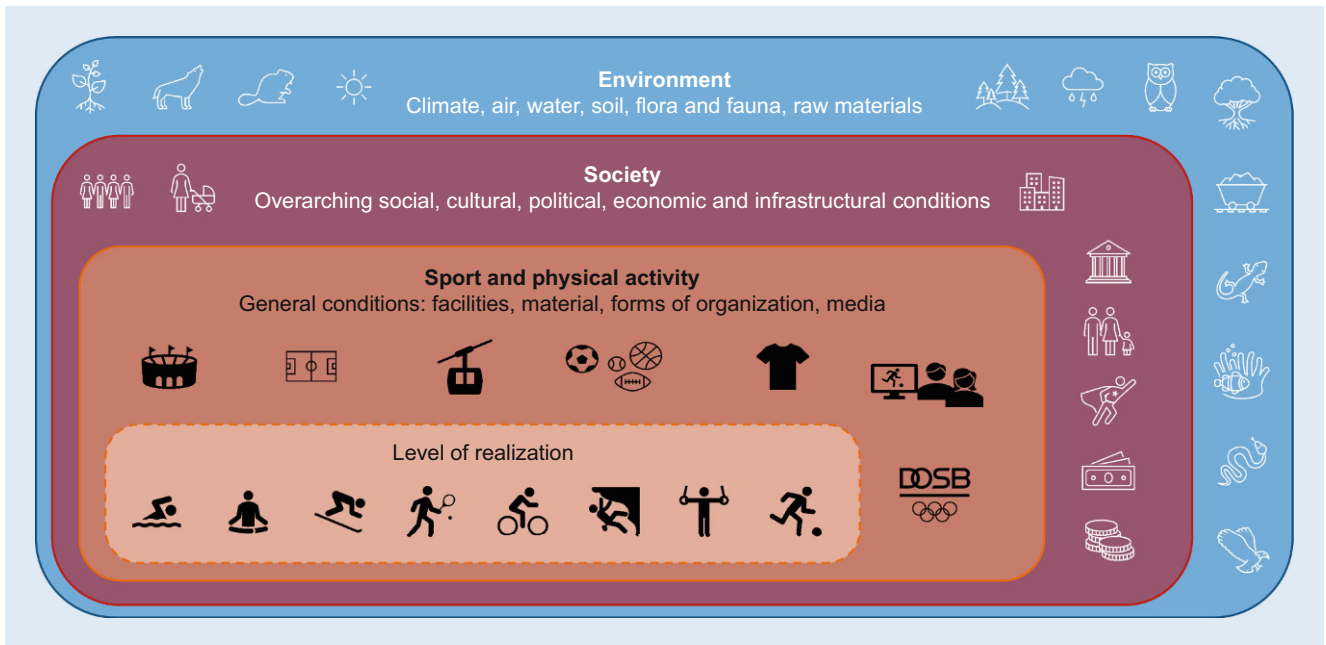 Environment
Climate, air, water, soil, flora and fauna, raw materials
Society
Overarching social, cultural, political, economic and infrastructural conditions
Sport and physical activity
General conditions: facilities, material, forms of organization, media
Level of realization
DOSB